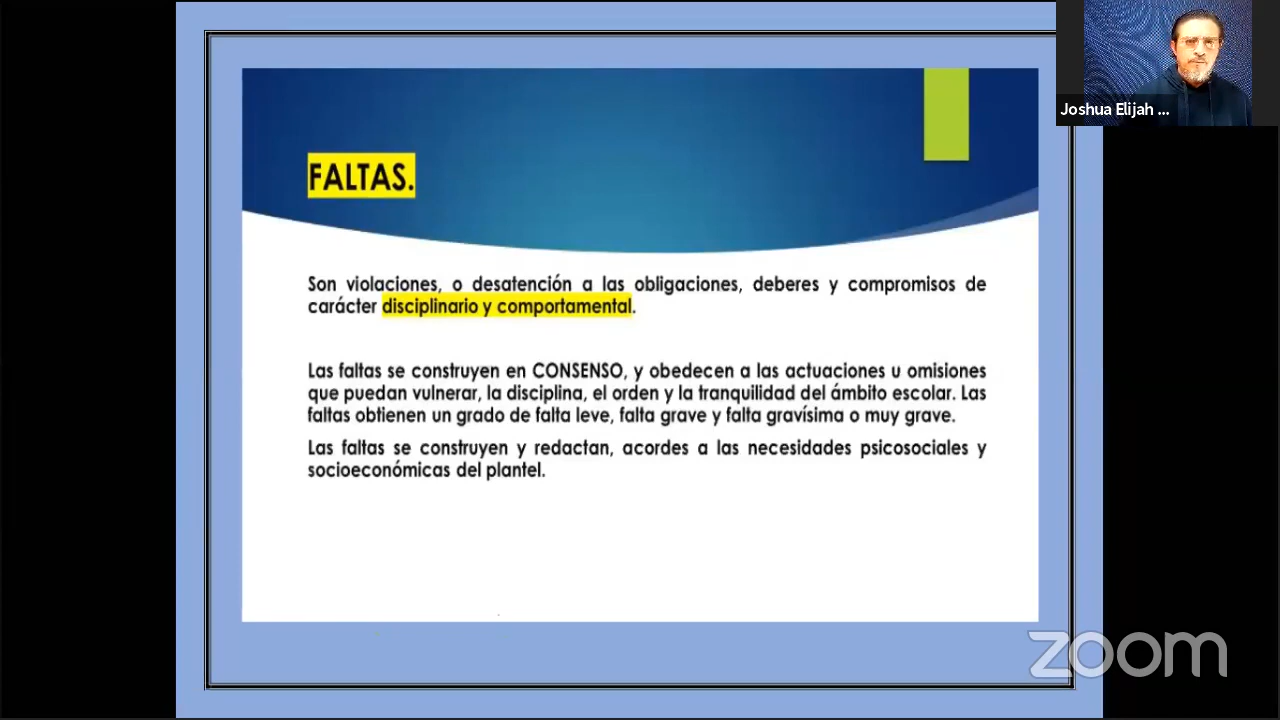 Joshua Elijah ...
FALTAS.
Son violaciones, o desatención a las obligaciones, deberes y compromisos de
carácter disciplinario y comportamental.
Las faltas se construyen en CONSENSO, y obedecen a las actuaciones u omisiones
que puedan vulnerar, la disciplina, el orden y la tranquilidad del ámbito escolar. Las
faltas obtienen un grado de falta leve, falta grave y falta gravísima o muy grave.
Las faltas se construyen y redactan, acordes a las necesidades psicosociales y
socioeconómicas del plantel.
zoom